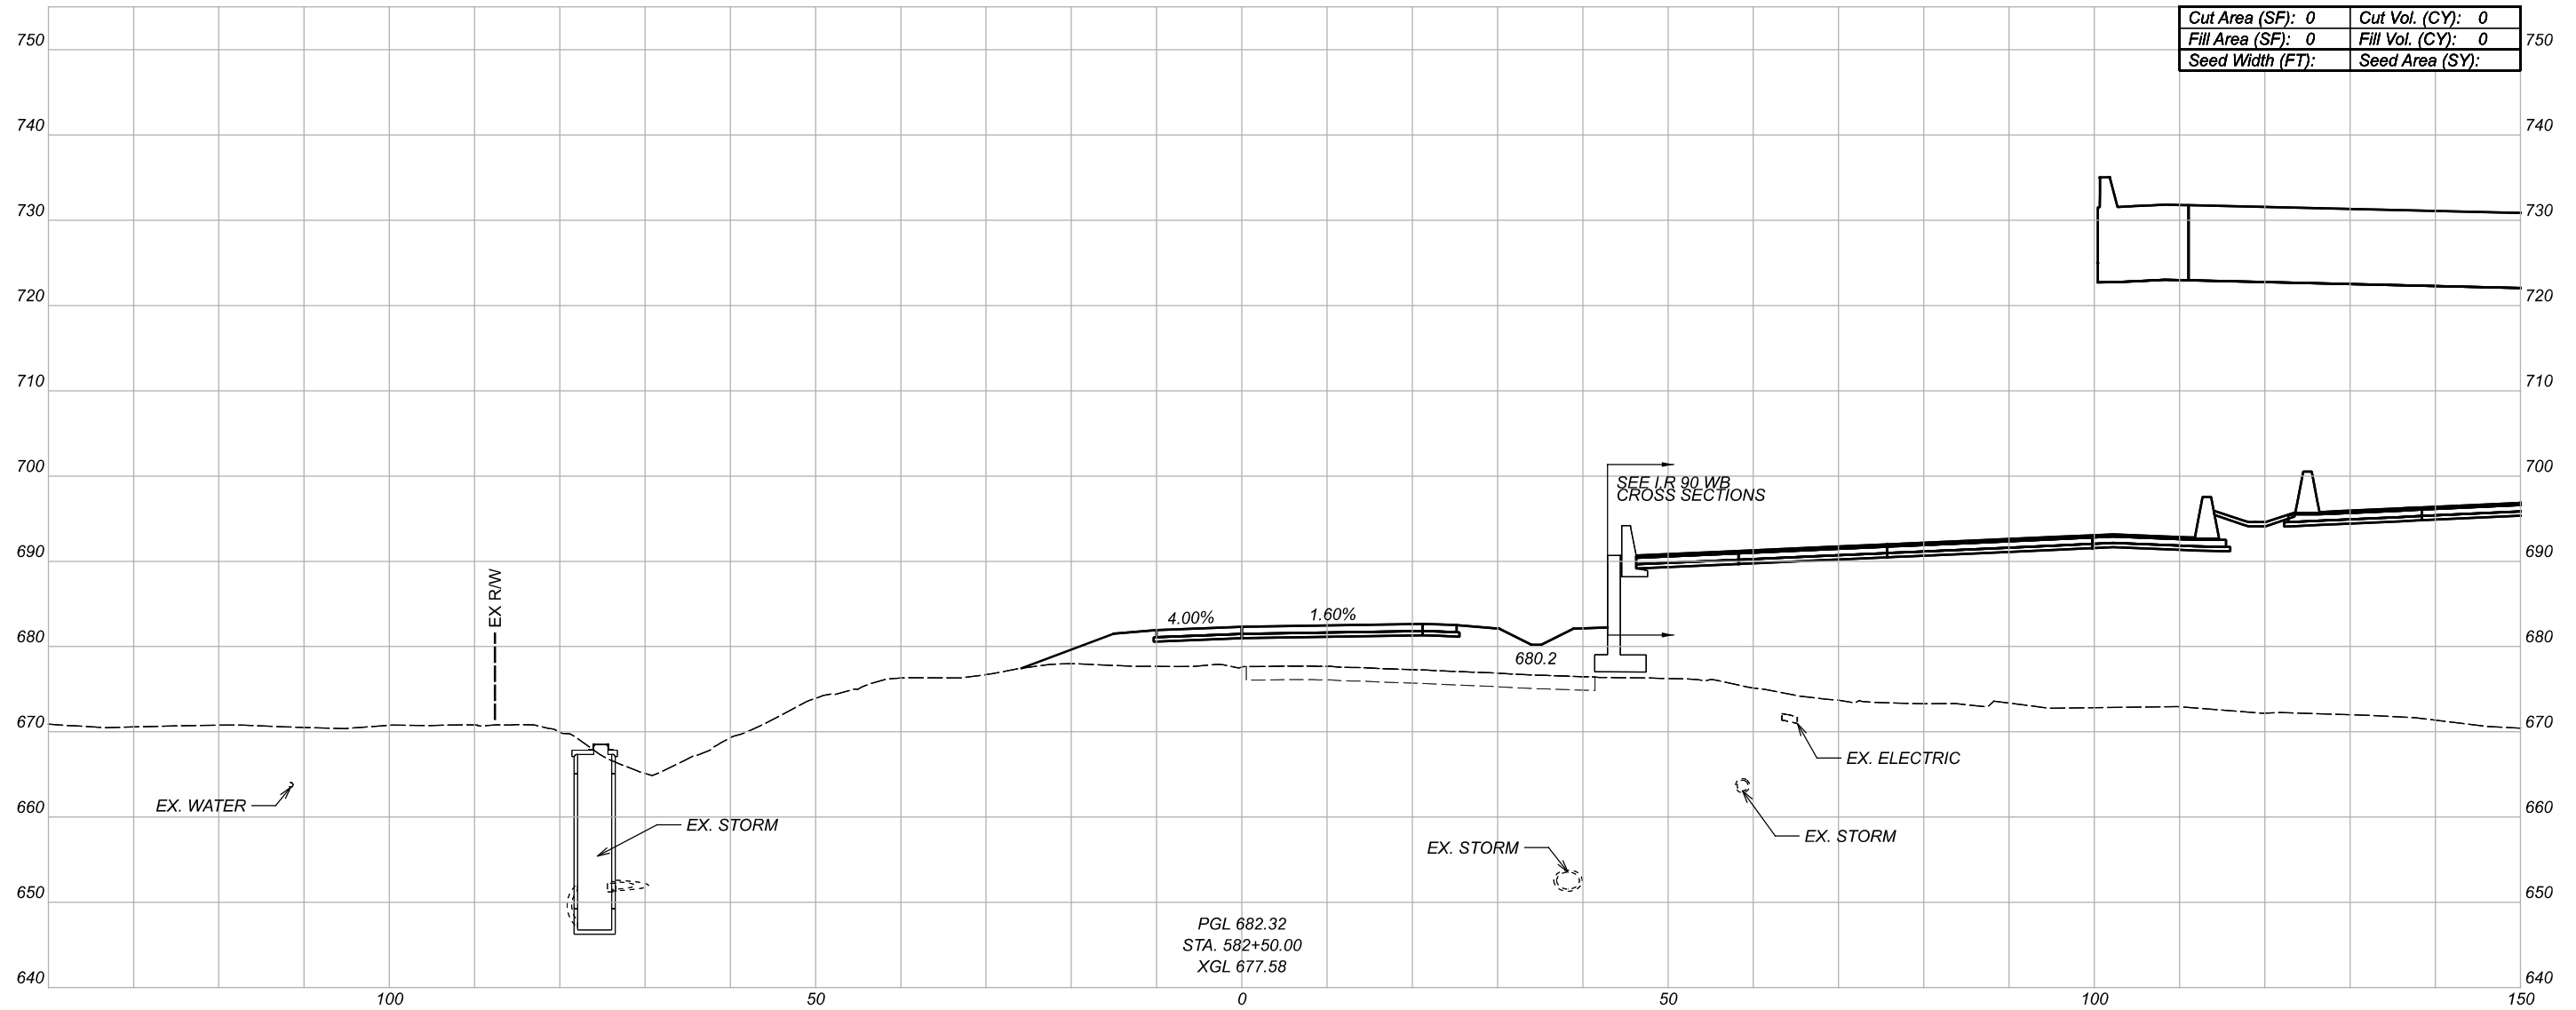 Cut Area (SF): 0 Cut Vol. (CY): 0
750 Fill Area (SF): 0 Fill Vol. (CY): 0 750
Seed Width (FT): Seed Area (SY):
740 740
730 730
720 720
710 710
700 700
SEE I.R 90 WB
CROSS SECTIONS
690 690
EX R/W
4.00% 1.60%
680 680.2 680
670 670
EX. ELECTRIC
EX. WATER
660 660
EX. STORM
EX. STORM
EX. STORM
650 650
PGL 682.32
STA. 582+50.00
XGL 677.58
640 640
100 50 0 50 100 150